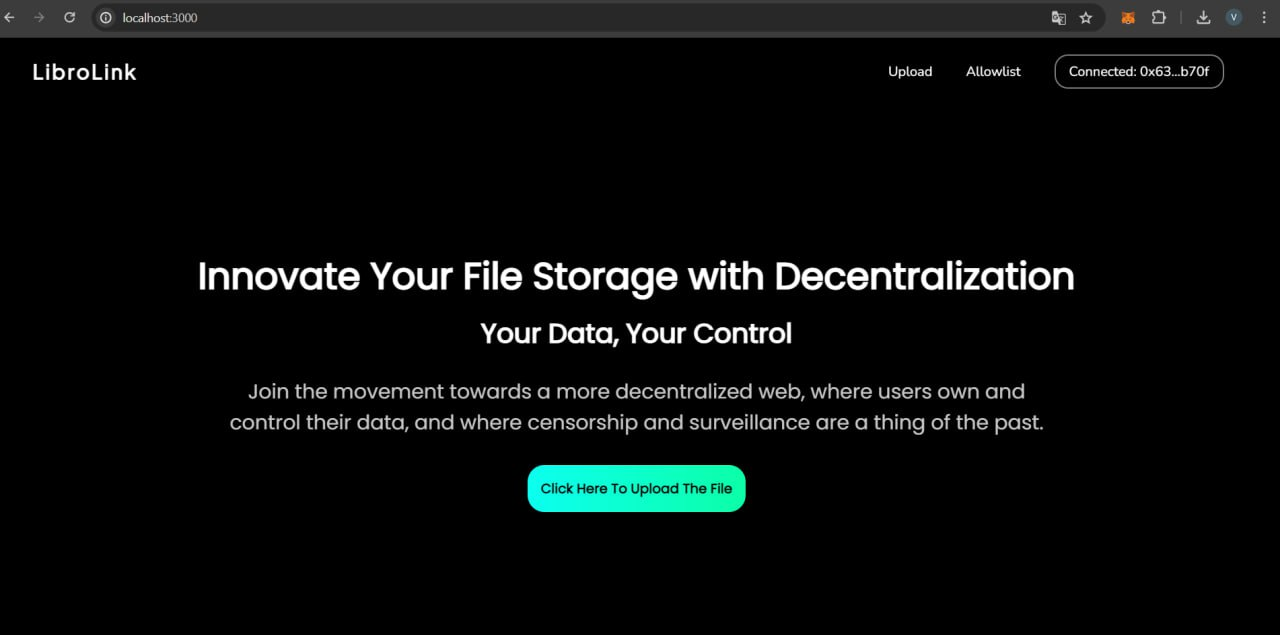 localhost:3000
V
LibroLink
Upload
Allowlist
Connected: 0x63...b70f
Innovate Your File Storage with Decentralization
Your Data, Your Control
Join the movement towards a more decentralized web, where users own and
control their data, and where censorship and surveillance are a thing of the past.
Click Here To Upload The File